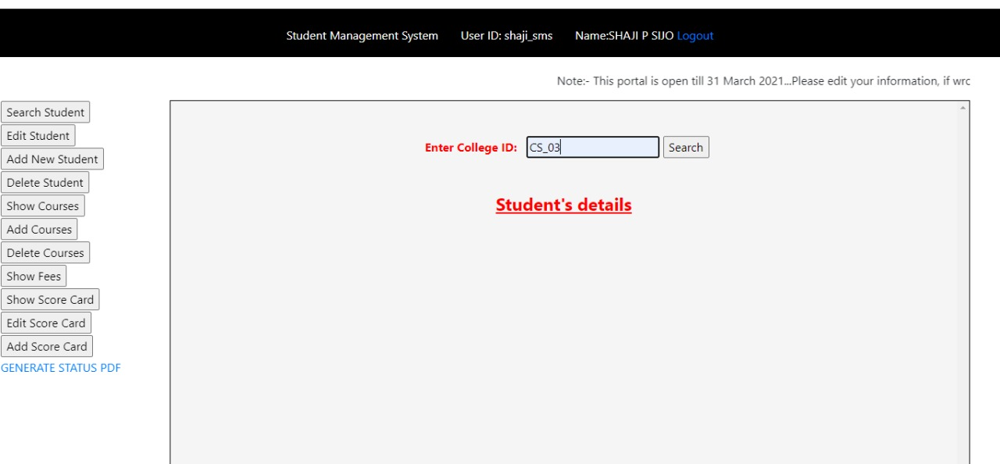 Student Management System User ID: shaji_sms Name:SHAJI P SIJO Logout
Note:- This portal is open till 31 March 2021...Please edit your information, if wrc
Search Student
Edit Student
Add New Student
Delete Student
Show Courses
Add Courses
Delete Courses
Show Fees
Show Score Card
Edit Score Card
Add Score Card
GENERATE STATUS PDF
Enter College ID: CS_03 Search
Student's details